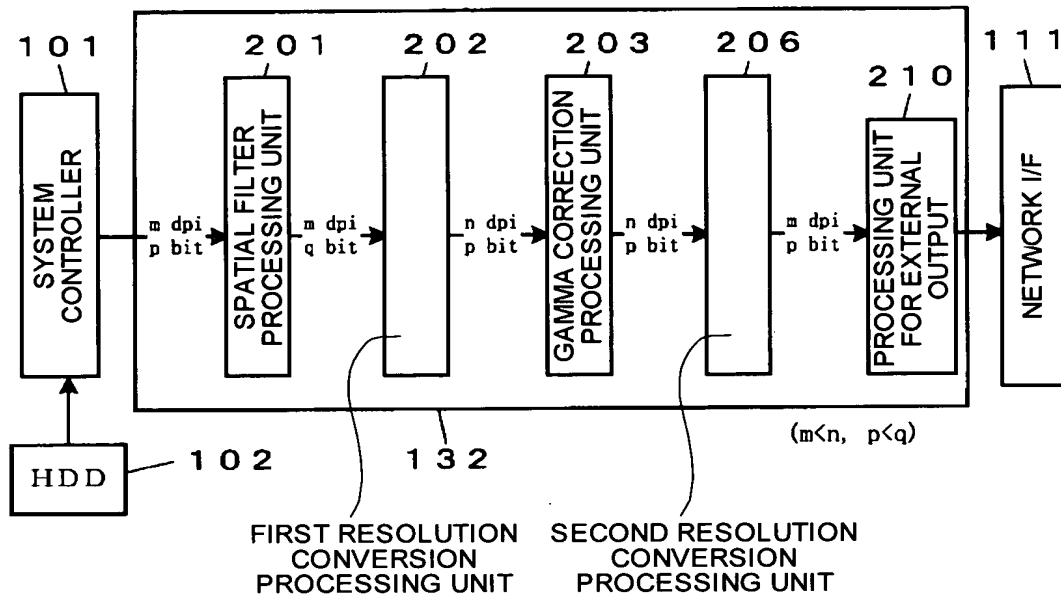 101
201
202
203
206
111
210
SYSTEM
CONTROLLER
m dpi
p bit
SPATIAL FILTER
PROCESSING UNIT
m dpi
q bit
n dpi
p bit
GAMMA CORRECTION
PROCESSING UNIT
n dpi
p bit
m dpi
p bit
PROCESSING UNIT
FOR EXTERNAL
OUTPUT
NETWORK I/F
(m<n, p<q)
HDD
102
132
FIRST RESOLUTION
CONVERSION
PROCESSING UNIT
SECOND RESOLUTION
CONVERSION
PROCESSING UNIT